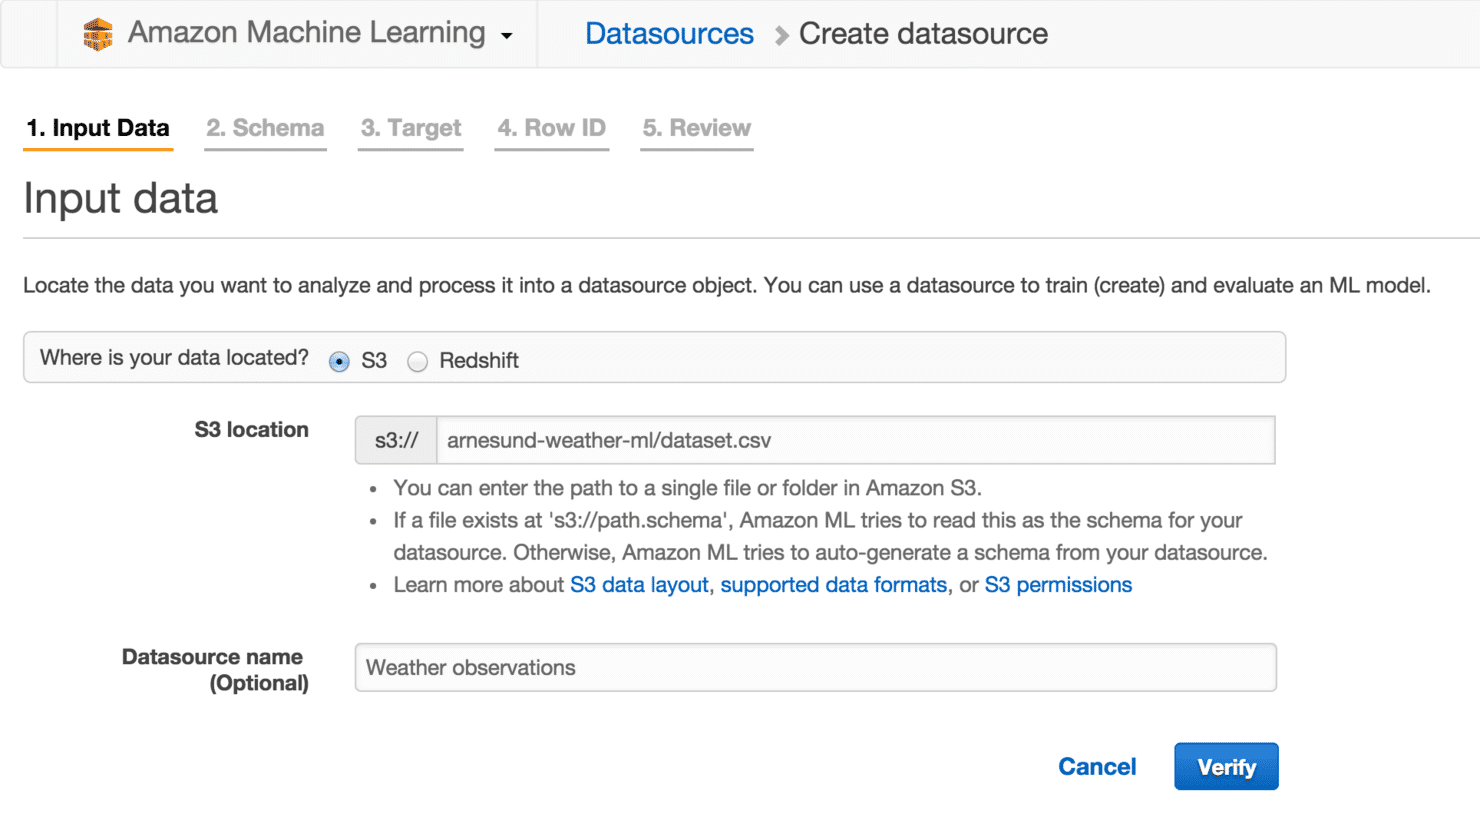 Amazon Machine Learning
Datasources Create datasource
1. Input Data 2. Schema 3. Target 4. Row ID 5. Review
Input data
Locate the data you want to analyze and process it into a datasource object. You can use a datasource to train (create) and evaluate an ML model.
Where is your data located? S3 Redshift
S3 location s3:// arnesund-weather-ml/dataset.csv
• You can enter the path to a single file or folder in Amazon S3.
• If a file exists at 's3://path.schema', Amazon ML tries to read this as the schema for your
datasource. Otherwise, Amazon ML tries to auto-generate a schema from your datasource.
• Learn more about S3 data layout, supported data formats, or S3 permissions
Datasource name
(Optional)
Weather observations
Cancel Verify